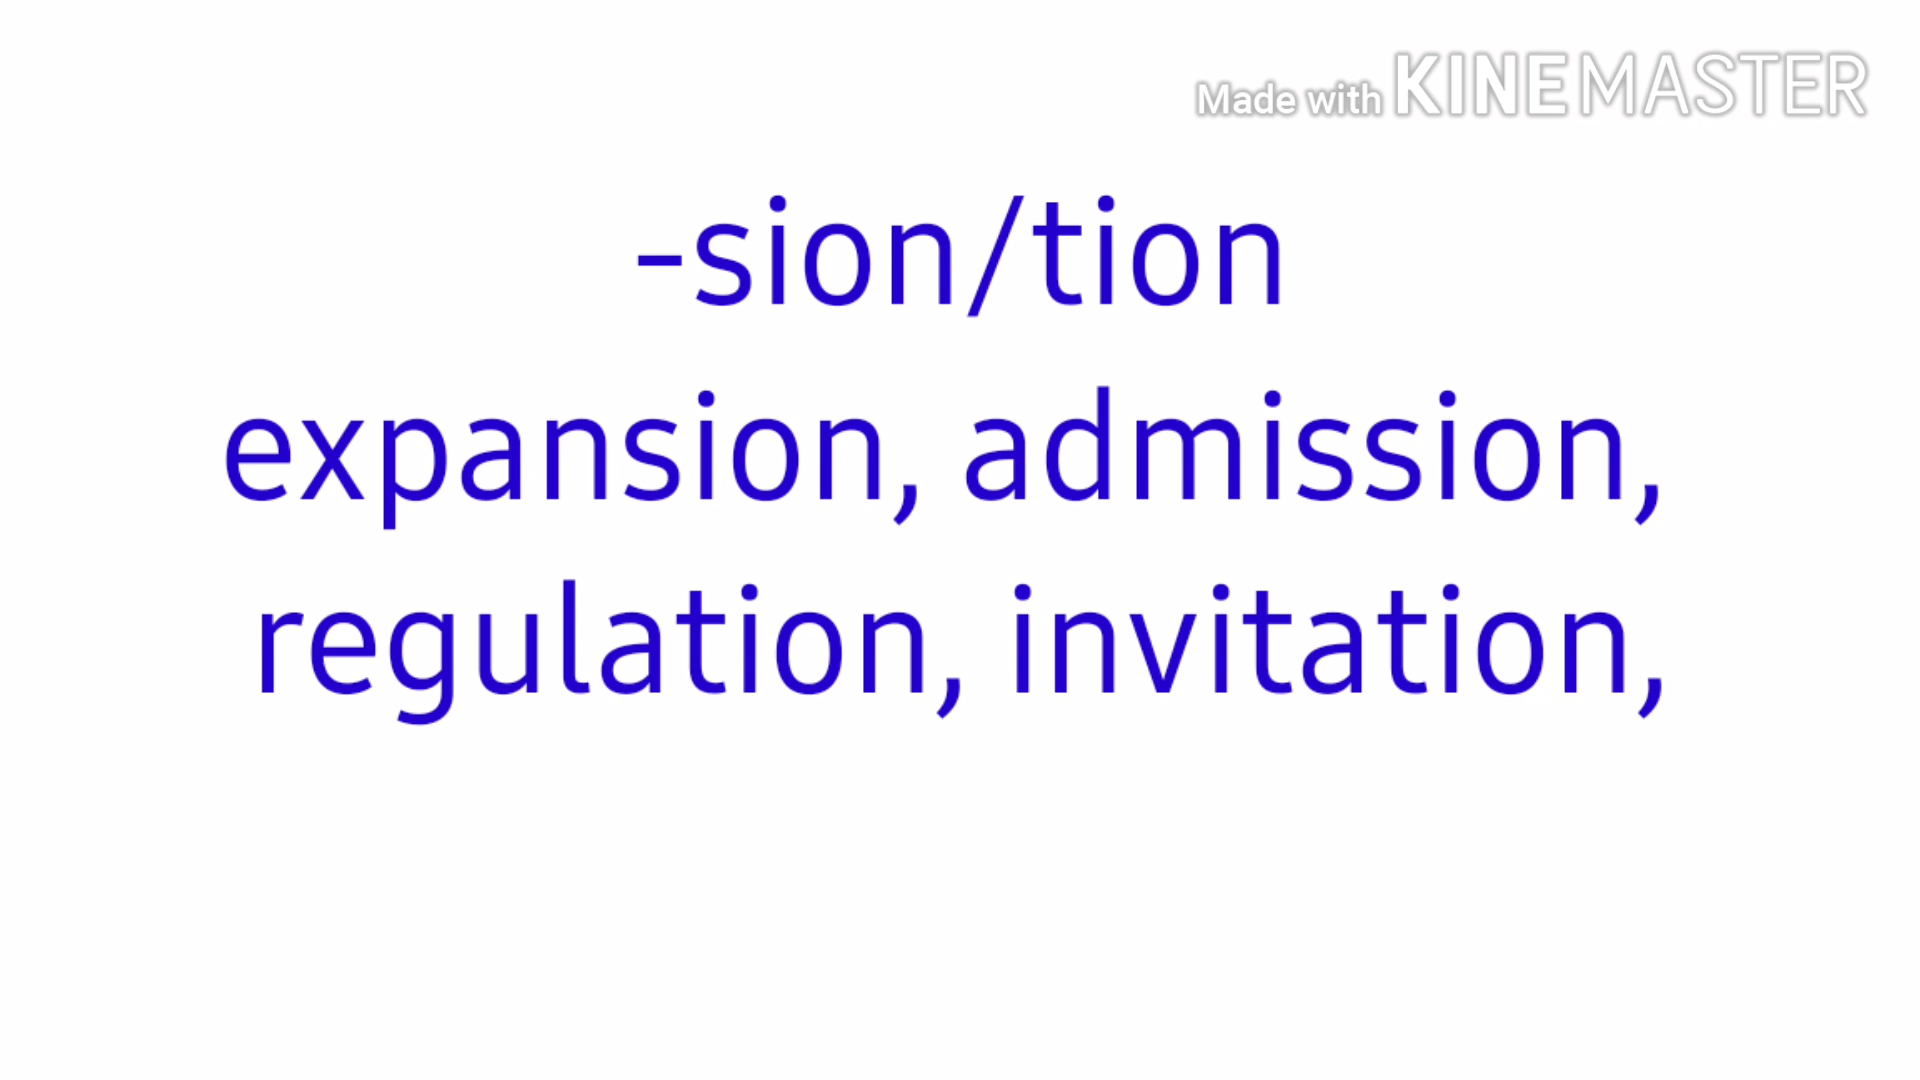 Made with KINEMASTER
-sion/tion
expansion, admission,
regulation, invitation,